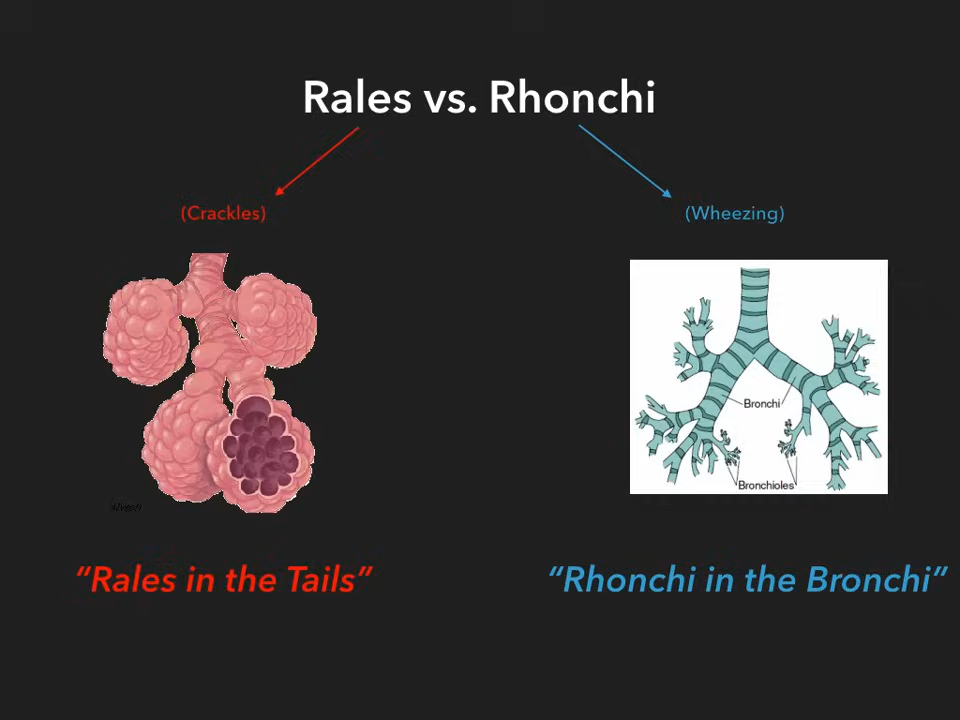 Rales vs. Rhonchi
(Crackles)
(Wheezing)
Bronchi
Bronchioles
“Rales in the Tails”
“Rhonchi in the Bronchi”